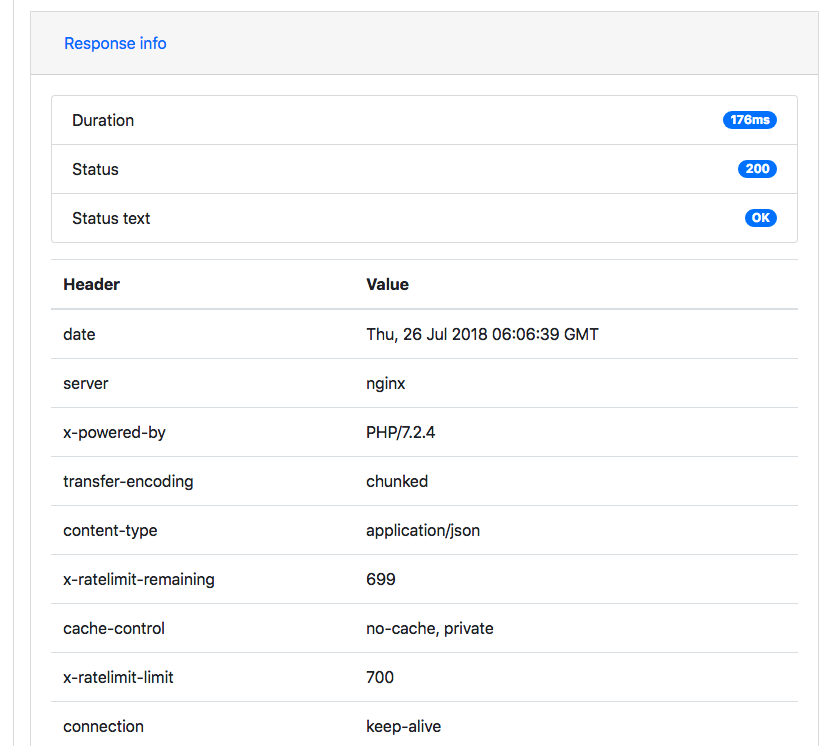 Response info
Duration 176ms
Status 200
Status text OK
Header Value
date Thu, 26 Jul 2018 06:06:39 GMT
server nginx
x-powered-by PHP/7.2.4
transfer-encoding chunked
content-type application/json
x-ratelimit-remaining 699
cache-control no-cache, private
x-ratelimit-limit 700
connection keep-alive